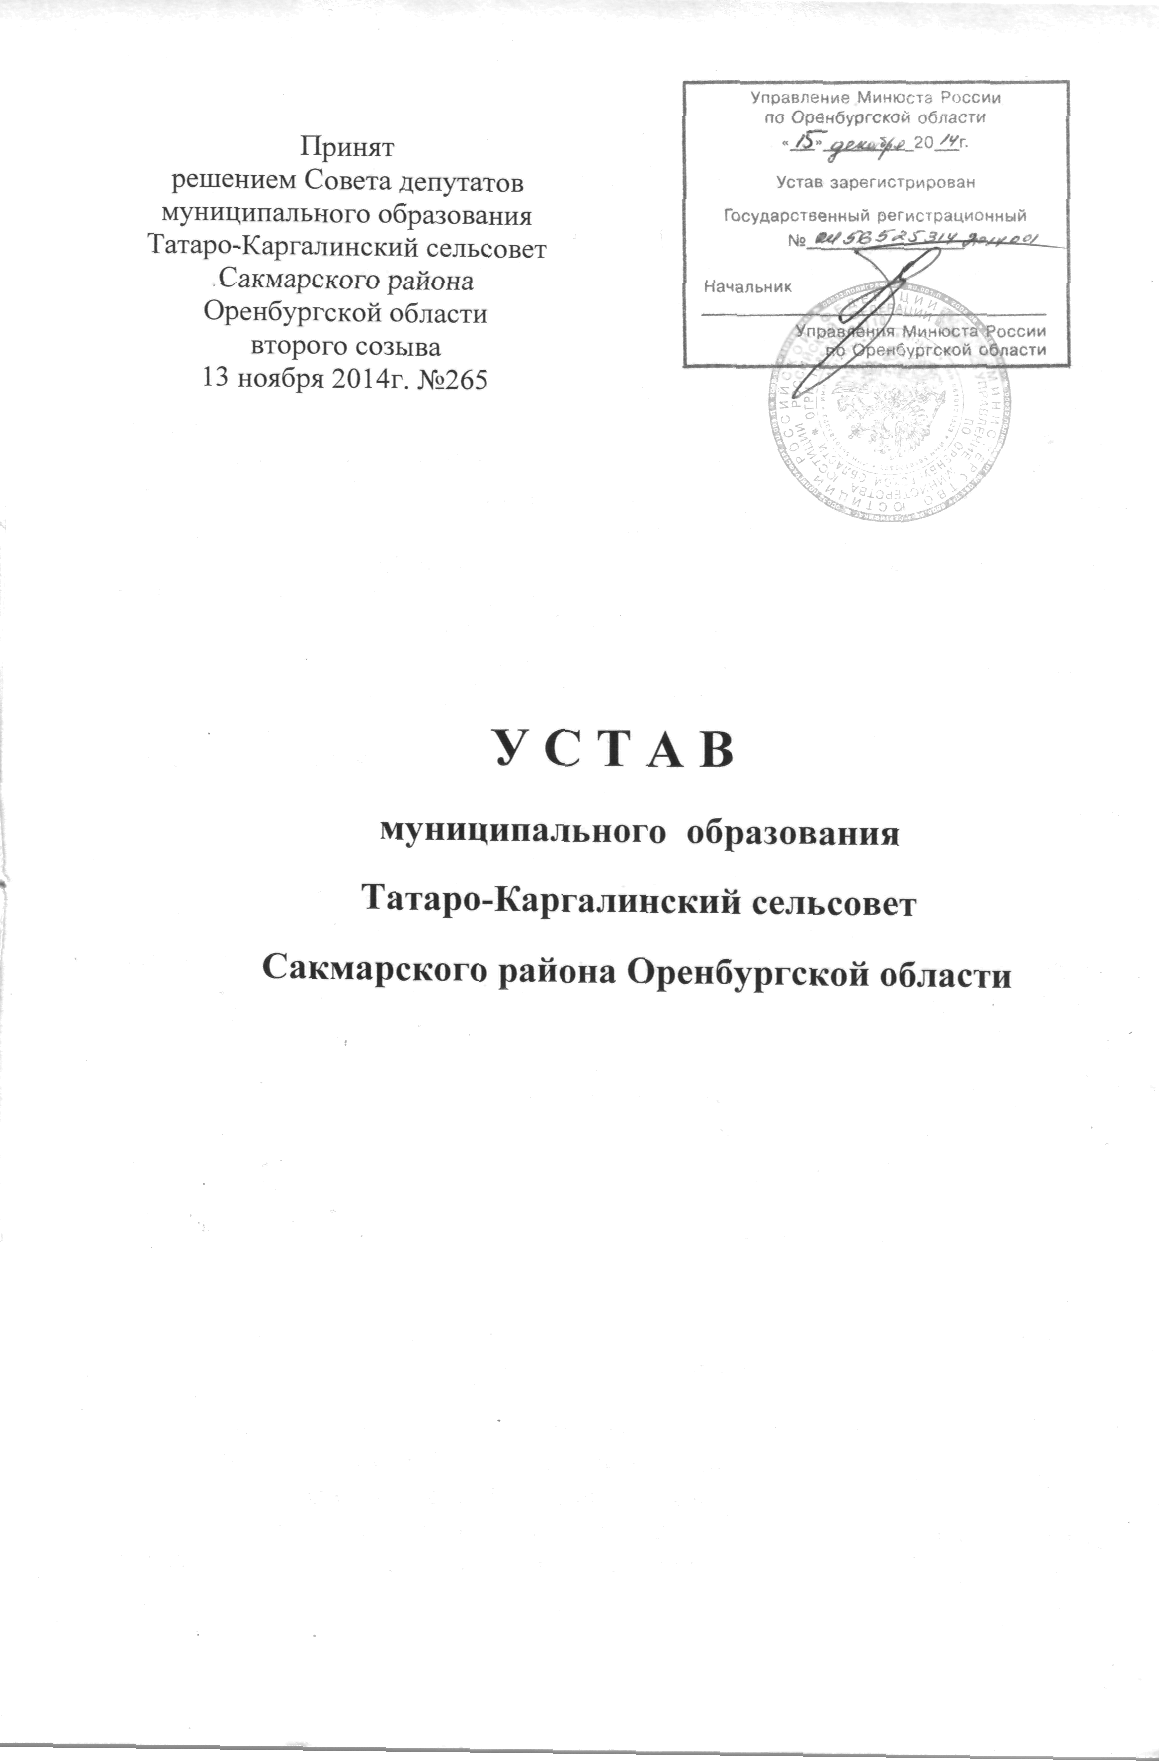 Принят
решением Совета депутатов
муниципального образования
Татаро-Каргалинский сельсовет
Сакмарского района
Оренбургской области
второго созыва
13 ноября 2014г. №265
Управление Минюста России
по Оренбургской области
«15» декабря 2014г.
Устав зарегистрирован
Государственный регистрационный
№ RU565253142014001
Начальник
Управления Минюста России
по Оренбургской области
У С Т А В
муниципального образования
Татаро-Каргалинский сельсовет
Сакмарского района Оренбургской области